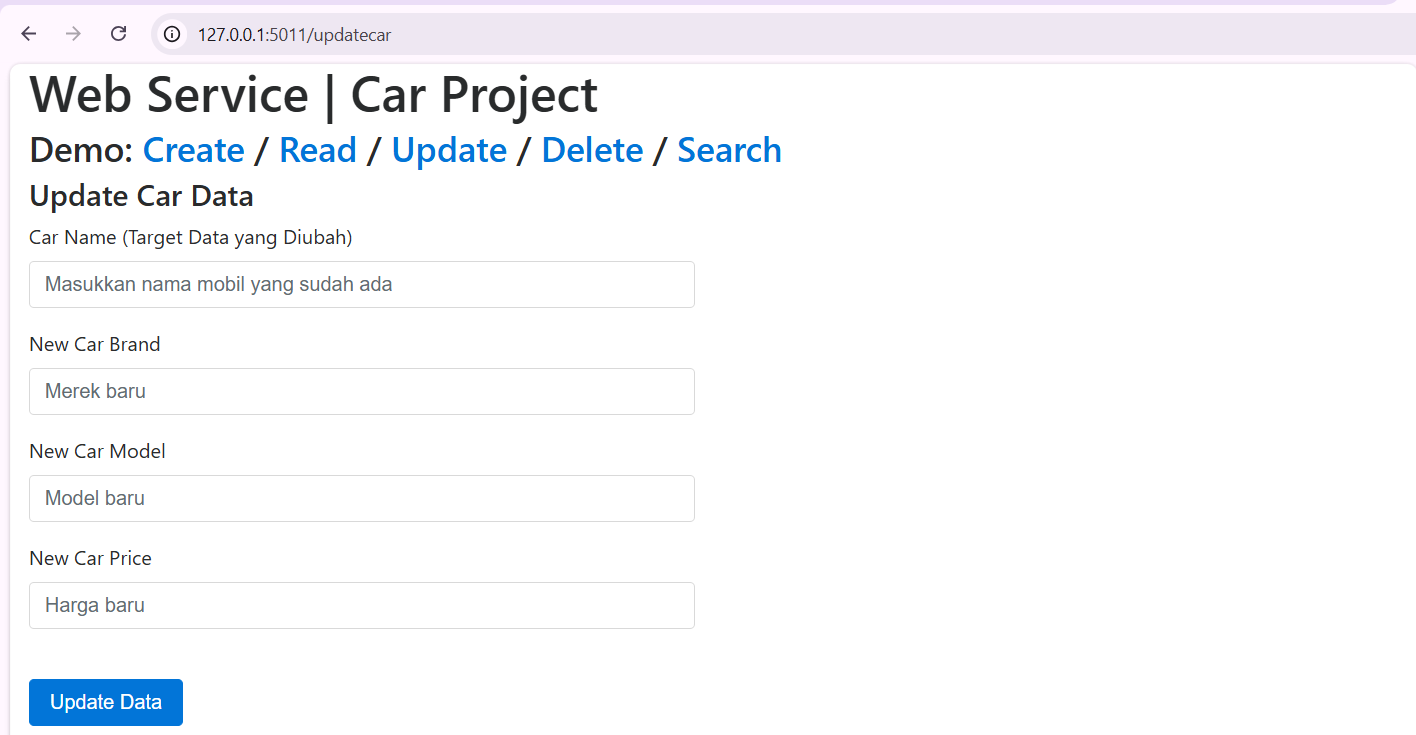 127.0.0.1:5011/updatecar
Web Service | Car Project
Demo: Create / Read / Update / Delete / Search
Update Car Data
Car Name (Target Data yang Diubah)
Masukkan nama mobil yang sudah ada
New Car Brand
Merek baru
New Car Model
Model baru
New Car Price
Harga baru
Update Data